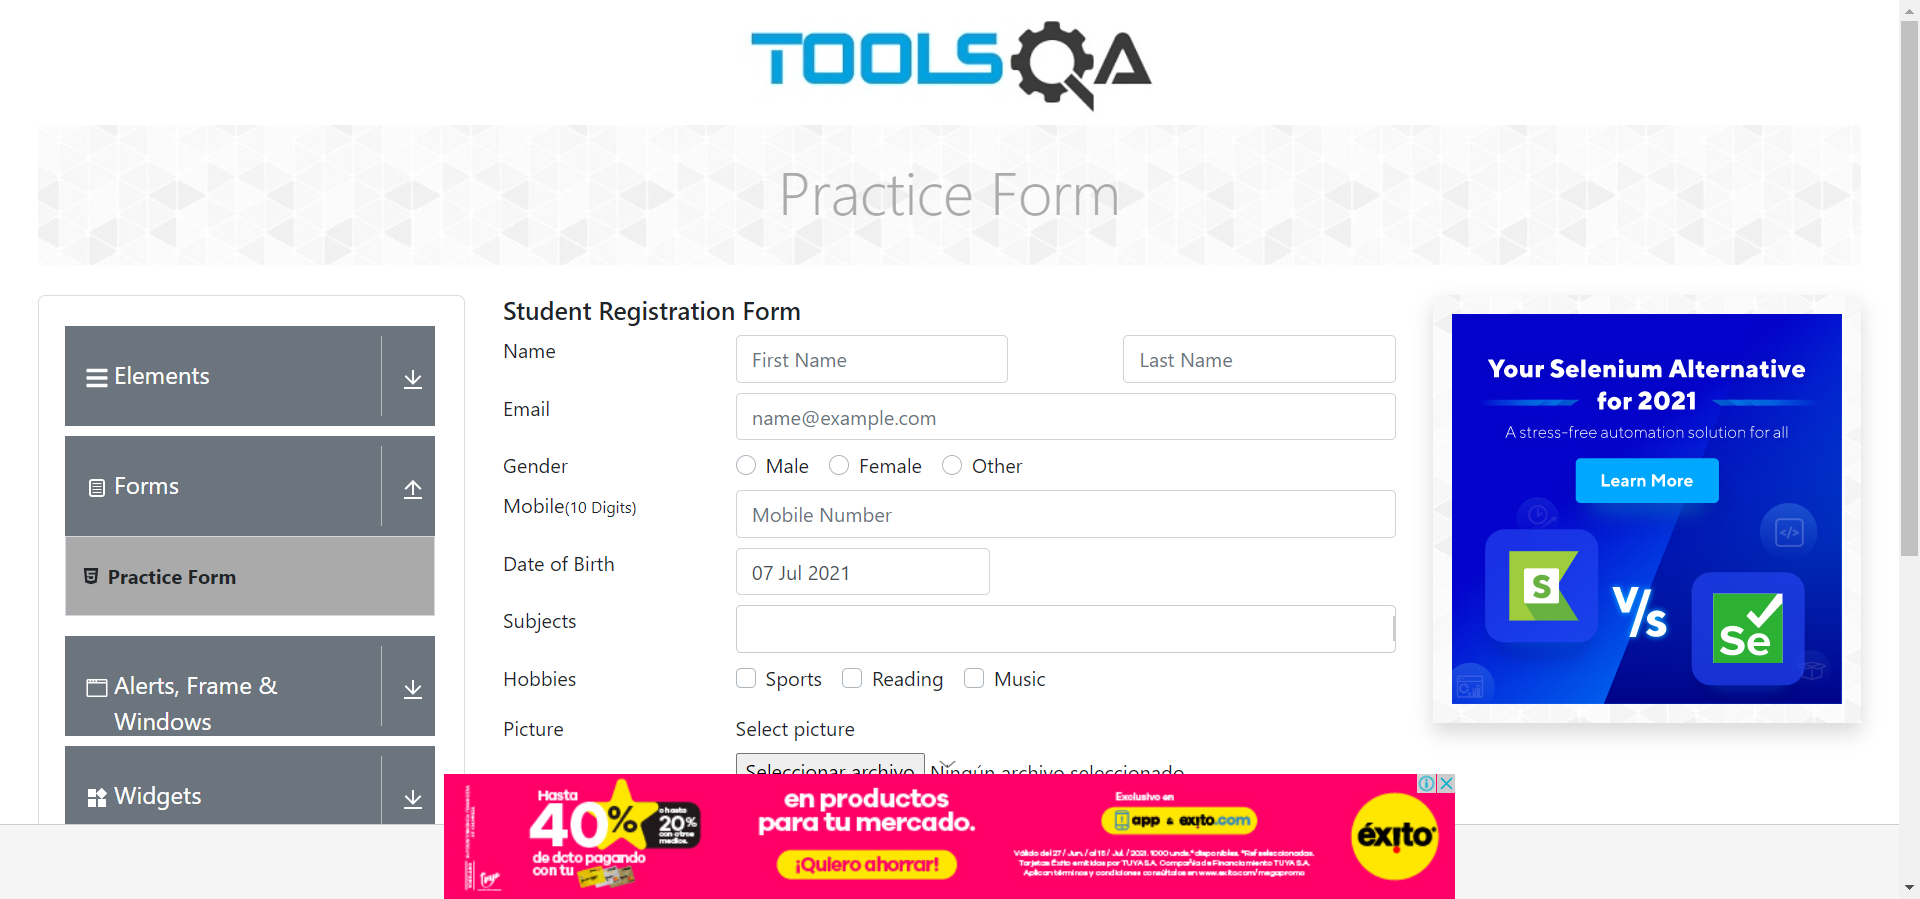 TOOLSQA
Practice Form
Elements
Forms
Practice Form
Alerts, Frame &
Windows
Widgets
Student Registration Form
Name
First Name
Last Name
Email
name@example.com
Gender
Male
Female
Other
Mobile(10 Digits)
Mobile Number
Date of Birth
07 Jul 2021
Subjects
Hobbies
Sports
Reading
Music
Picture
Select picture
Seleccionar archivo
Ningún archivo seleccionado
Your Selenium Alternative
for 2021
A stress-free automation solution for all
Learn More
S
V/s
Se
</>
Hasta
40%
o hasta
20%
con otros
medios.
de dcto pagando
con tu
Tuya
en productos
para tu mercado.
¡Quiero ahorrar!
Exclusivo en
app & exito.com
Válido del 27 / Jun. / al 15 / Jul. / 2021. 1000 unds.* disponibles. *Ref seleccionadas.
Tarjetas Éxito emitidas por TUYA S.A. Compañía de Financiamiento TUYA S.A.
Aplican términos y condiciones consúltalos en www.exito.com/megapromo
éxito